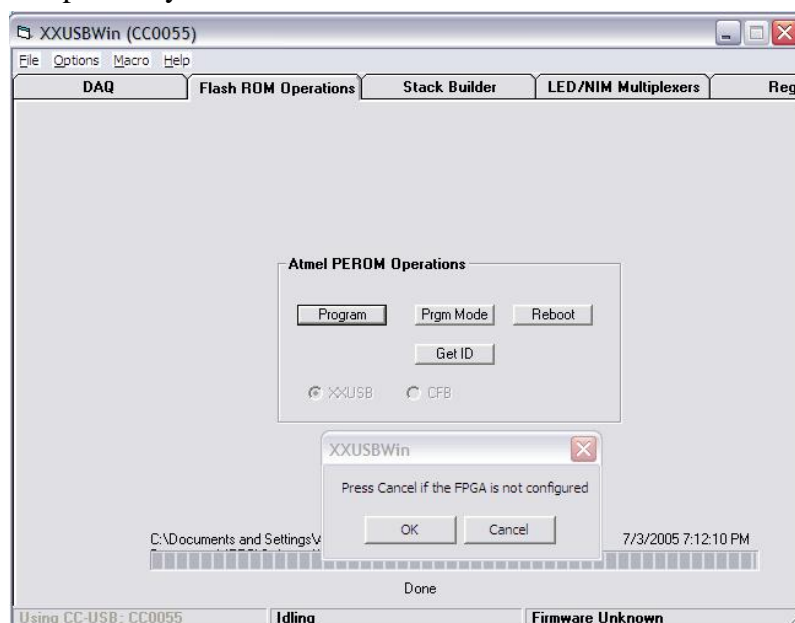 XXUSBWin (CC0055)
File Options Macro Help
DAQ Flash ROM Operations Stack Builder LED/NIM Multiplexers Reg
Atmel PEROM Operations
Program Prgm Mode Reboot
Get ID
XXUSB CFB
XXUSBWin
Press Cancel if the FPGA is not configured
OK Cancel
C:\Documents and Settings\ 7/3/2005 7:12:10 PM
Done
Using CC-USB: CC0055 Idling Firmware Unknown